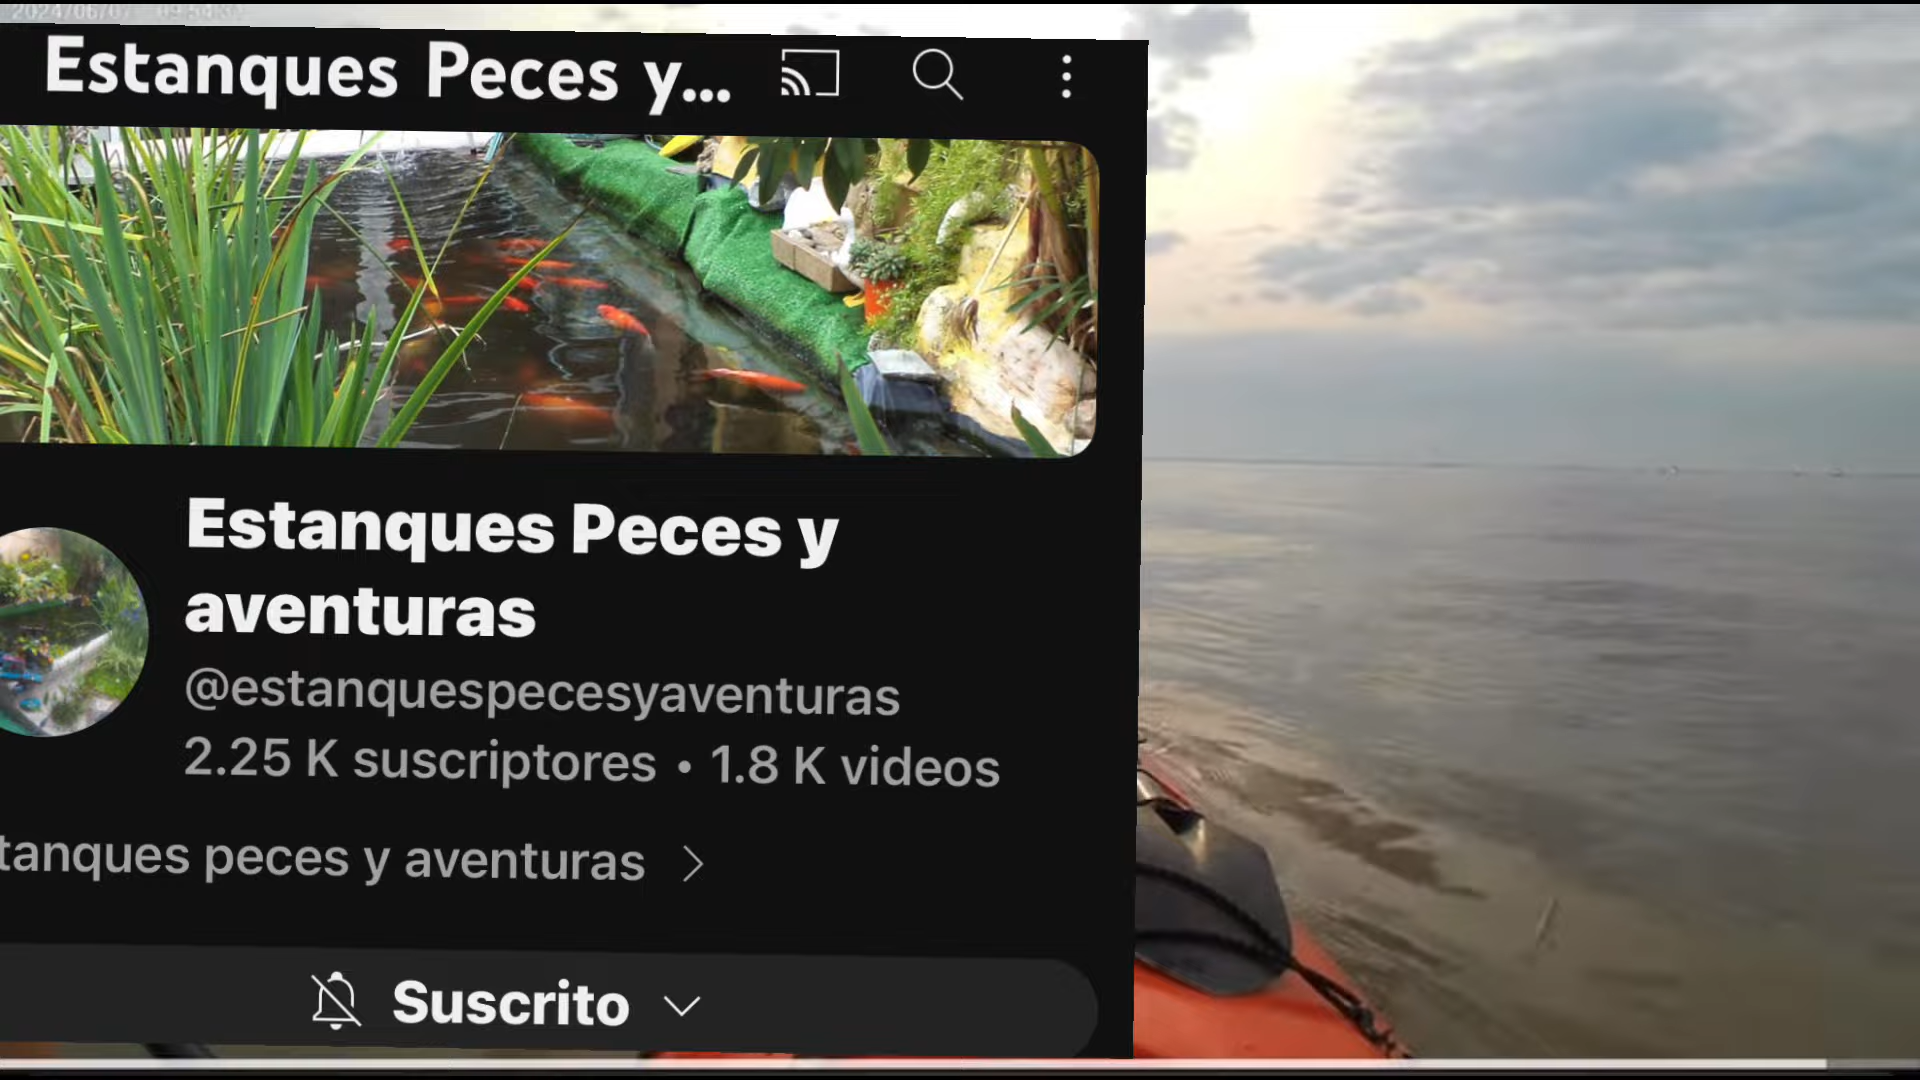 Estanques Peces y...
Estanques Peces y
aventuras
@estanquespecesyaventuras
2.25 K suscriptores • 1.8 K videos
tanques peces y aventuras
Suscrito